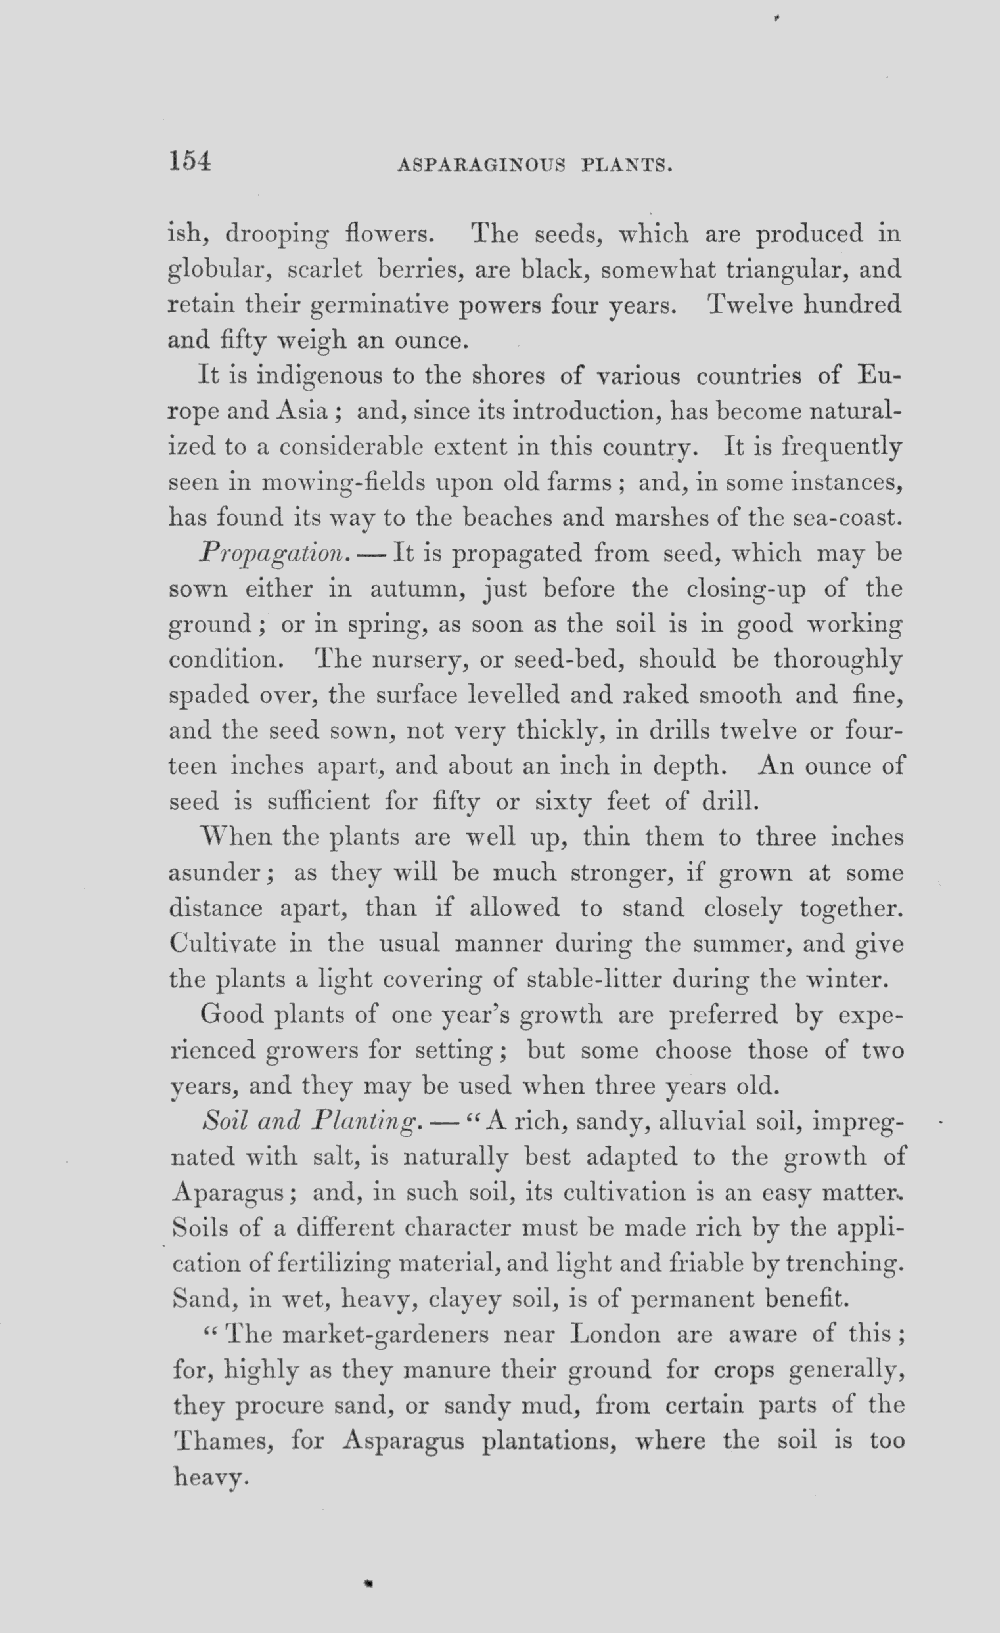 154
ASPARAGINOUS PLANTS.
ish, drooping flowers. The seeds, which are produced in
globular, scarlet berries, are black, somewhat triangular, and
retain their germinative powers four years. Twelve hundred
and fifty weigh an ounce.
It is indigenous to the shores of various countries of Eu-
rope and Asia; and, since its introduction, has become natural-
ized to a considerable extent in this country. It is frequently
seen in mowing-fields upon old farms; and, in some instances,
has found its way to the beaches and marshes of the sea-coast.
Propagation. — It is propagated from seed, which may be
sown either in autumn, just before the closing-up of the
ground; or in spring, as soon as the soil is in good working
condition. The nursery, or seed-bed, should be thoroughly
spaded over, the surface levelled and raked smooth and fine,
and the seed sown, not very thickly, in drills twelve or four-
teen inches apart, and about an inch in depth. An ounce of
seed is sufficient for fifty or sixty feet of drill.
When the plants are well up, thin them to three inches
asunder; as they will be much stronger, if grown at some
distance apart, than if allowed to stand closely together.
Cultivate in the usual manner during the summer, and give
the plants a light covering of stable-litter during the winter.
Good plants of one year's growth are preferred by expe-
rienced growers for setting; but some choose those of two
years, and they may be used when three years old.
Soil and Planting. — "A rich, sandy, alluvial soil, impreg-
nated with salt, is naturally best adapted to the growth of
Aparagus; and, in such soil, its cultivation is an easy matter.
Soils of a different character must be made rich by the appli-
cation of fertilizing material, and light and friable by trenching.
Sand, in wet, heavy, clayey soil, is of permanent benefit.
"The market-gardeners near London are aware of this;
for, highly as they manure their ground for crops generally,
they procure sand, or sandy mud, from certain parts of the
Thames, for Asparagus plantations, where the soil is too
heavy.